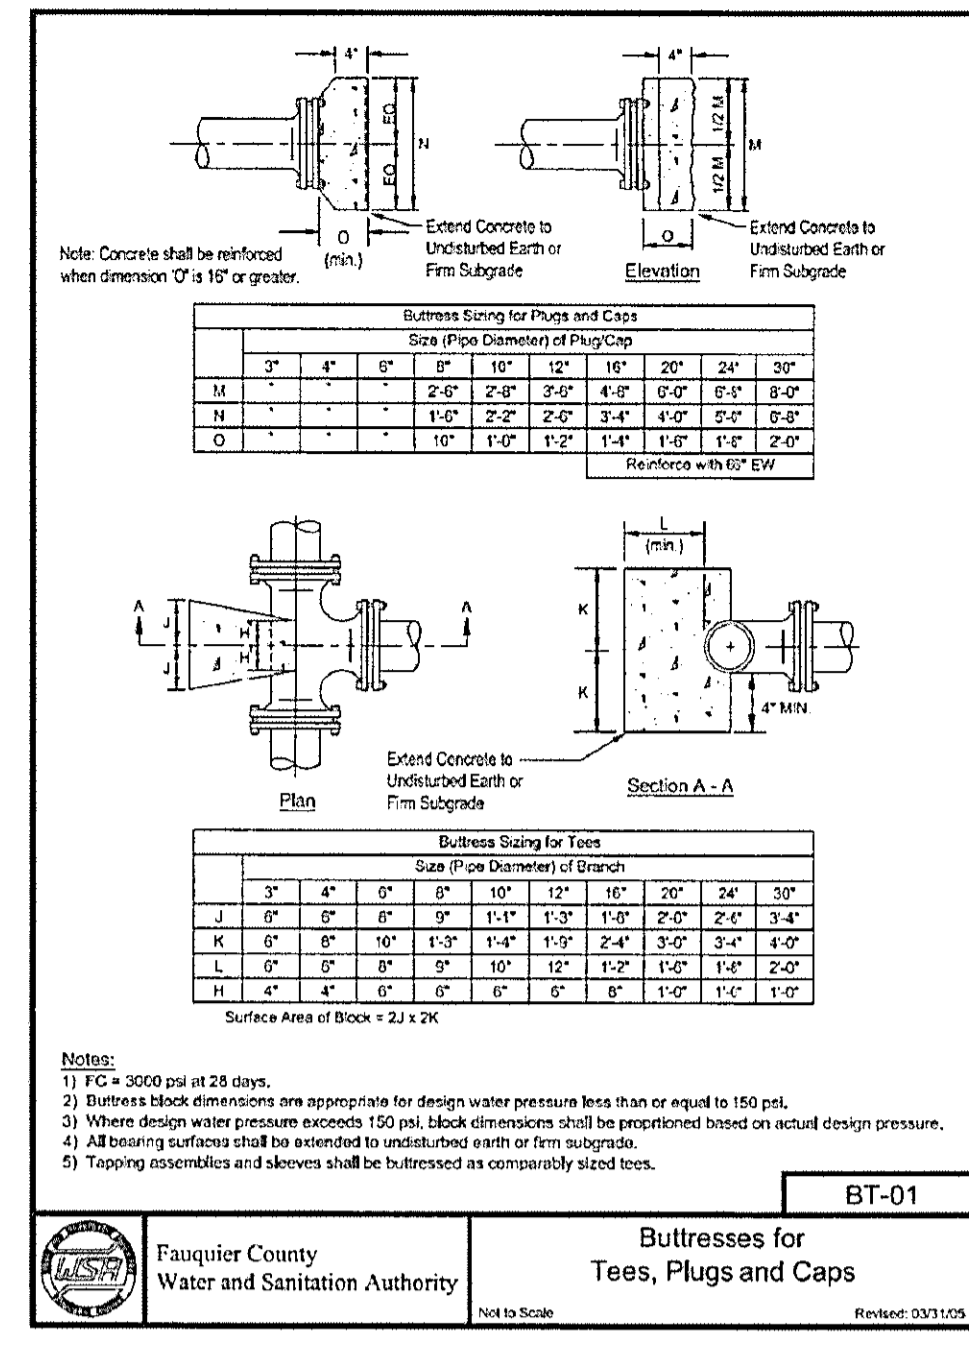 4" 4"
EQ EQ N 1/2 M 1/2 M M
O (min.) O
Extend Concrete to
Undisturbed Earth or
Firm Subgrade
Elevation
Extend Concrete to
Undisturbed Earth or
Firm Subgrade
Note: Concrete shall be reinforced
when dimension 'O' is 16" or greater.
Buttress Sizing for Plugs and Caps
Size (Pipe Diameter) of Plug/Cap
3" 4" 6" 8" 10" 12" 16" 20" 24" 30"
M * * * 2'-6" 2'-8" 3'-6" 4'-8" 6'-0" 8'-0"
N * * * 1'-6" 2'-2" 2'-6" 3'-4" 4'-0" 6'-8"
O * * * 10" 1'-0" 1'-2" 1'-4" 1'-6" 1'-8" 2'-0"
Reinforce with EW
L
(min.)
A A
J J H H
K K
4" MIN.
Extend Concrete to
Undisturbed Earth or
Firm Subgrade
Plan
Section A - A
Buttress Sizing for Tees
Size (Pipe Diameter) of Branch
3" 4" 6" 8" 10" 12" 16" 20" 24" 30"
J 6" 6" 9" 1'-1" 1'-3" 2'-0" 2'-6" 3'-4"
K 6" 8" 10" 1'-3" 1'-4" 1'-9" 2'-4" 3'-0" 3'-4" 4'-0"
L 6" 8" 9" 10" 12" 1'-2" 1'-6" 1'-8" 2'-0"
H 4" 4" 6" 6" 6" 6" 8" 1'-0" 1'-0" 1'-0"
Surface Area of Block = 2J x 2K
Notes:
1) FC = 3000 psi at 28 days.
2) Buttress block dimensions are appropriate for design water pressure less than or equal to 150 psi.
3) Where design water pressure exceeds 150 psi, block dimensions shall be proprtioned based on actual design pressure.
4) All bearing surfaces shall be extended to undisturbed earth or firm subgrade.
5) Tapping assemblies and sleeves shall be buttressed as comparably sized tees.
BT-01
WSA
Fauquier County
Water and Sanitation Authority
Buttresses for
Tees, Plugs and Caps
Not to Scale
Revised: 03/31/05